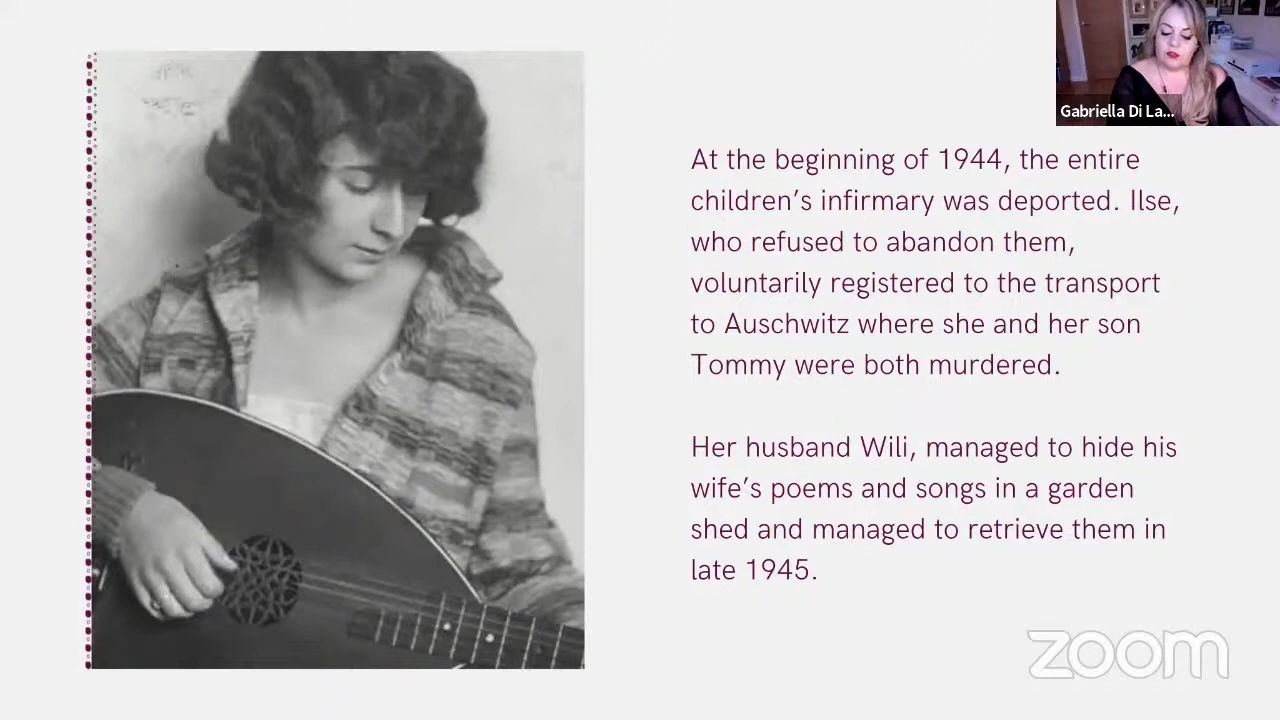 Gabriella Di La...
At the beginning of 1944, the entire
children’s infirmary was deported. Ilse,
who refused to abandon them,
voluntarily registered to the transport
to Auschwitz where she and her son
Tommy were both murdered.
Her husband Wili, managed to hide his
wife’s poems and songs in a garden
shed and managed to retrieve them in
late 1945.
zoom